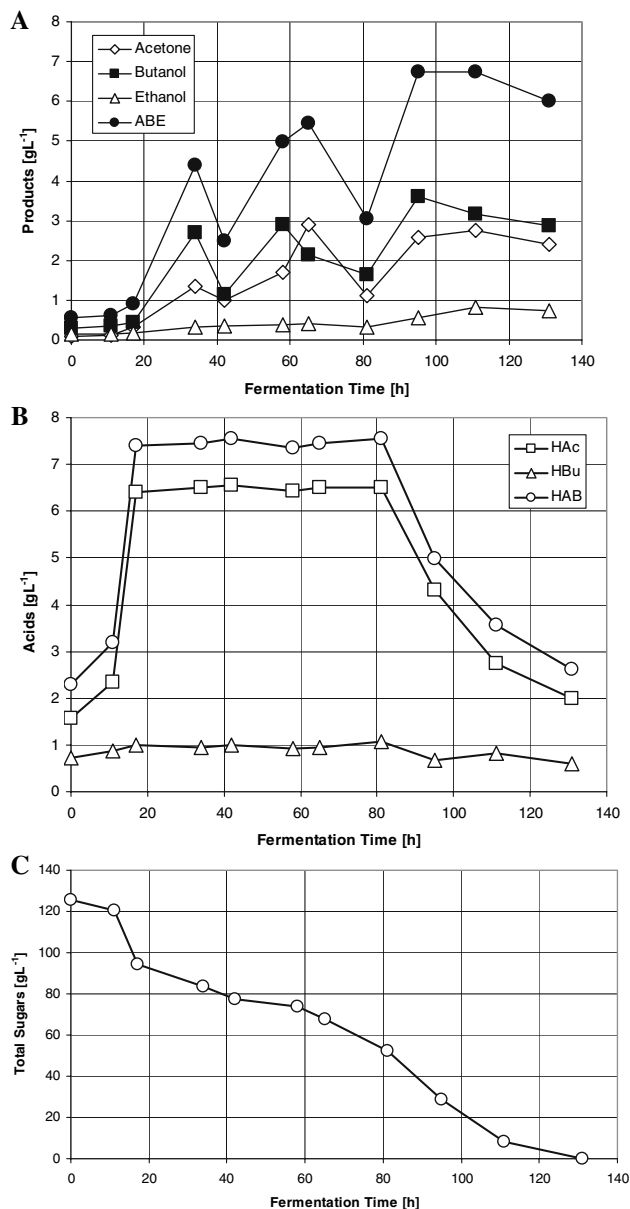 A
8
7
6
5
4
3
2
1
0
Products [gL-1]
Acetone
Butanol
Ethanol
ABE
0 20 40 60 80 100 120 140
Fermentation Time [h]
B
8
7
6
5
4
3
2
1
0
Acids [gL-1]
HAc
HBu
HAB
0 20 40 60 80 100 120 140
Fermentation Time [h]
C
140
120
100
80
60
40
20
0
Total Sugars [gL-1]
0 20 40 60 80 100 120 140
Fermentation Time [h]